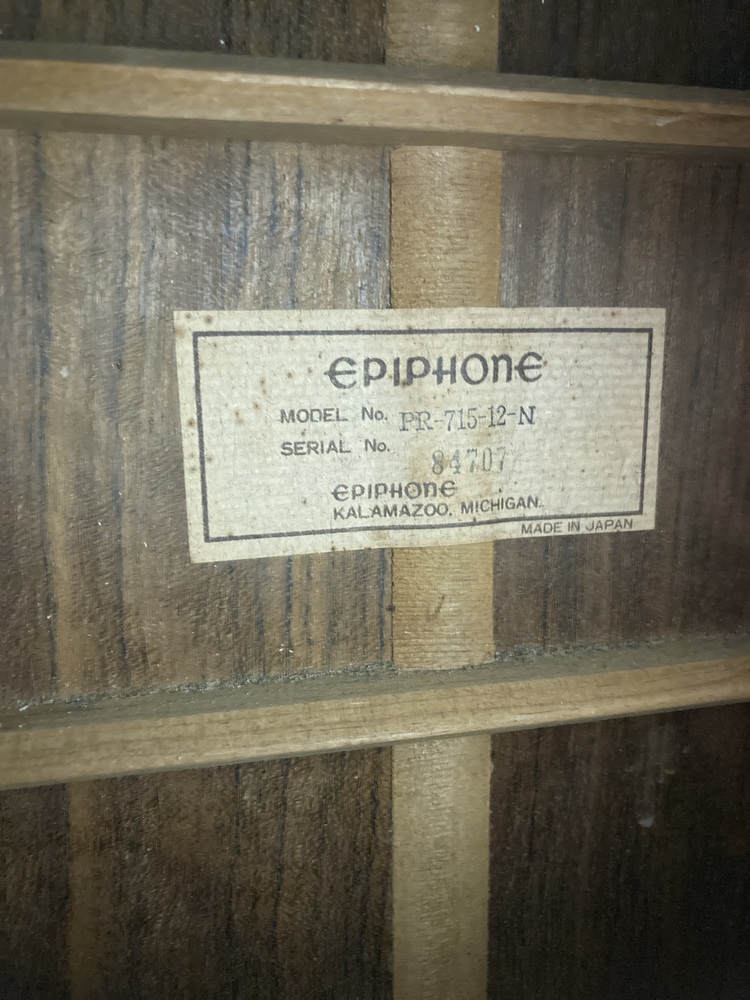 EPIPHONE
MODEL No. PR-715-12-N
SERIAL No. 84707
EPIPHONE
KALAMAZOO, MICHIGAN.
MADE IN JAPAN